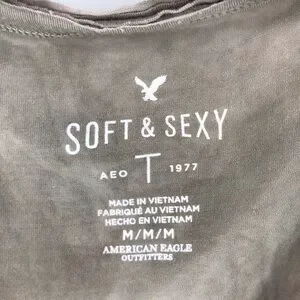 SOFT & SEXY
AEO T 1977
MADE IN VIETNAM
FABRIQUÉ AU VIETNAM
HECHO EN VIETNAM
M/M/M
AMERICAN EAGLE
OUTFITTERS